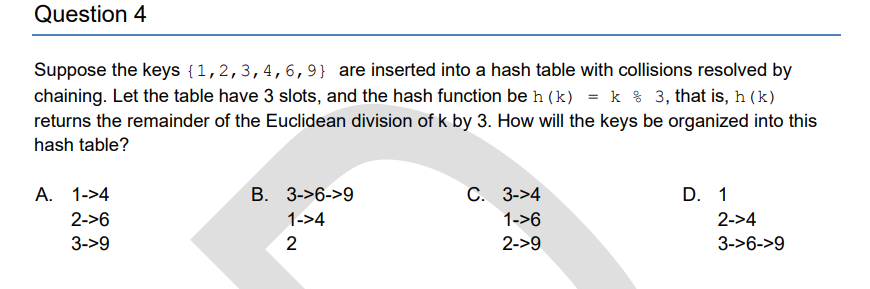 Question 4
Suppose the keys {1,2,3,4,6,9} are inserted into a hash table with collisions resolved by
chaining. Let the table have 3 slots, and the hash function be h(k) = k % 3, that is, h(k)
returns the remainder of the Euclidean division of k by 3. How will the keys be organized into this
hash table?
A. 1->4 B. 3->6->9 C. 3->4 D. 1
2->6 1->4 1->6 2->4
3->9 2 2->9 3->6->9